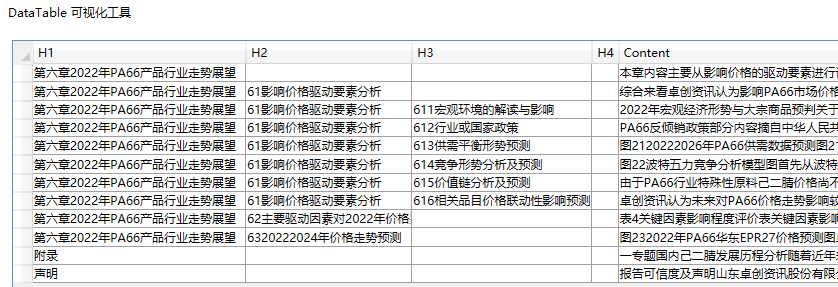 DataTable 可视化工具
H1 H2 H3 H4 Content
第六章2022年PA66产品行业走势展望 本章内容主要从影响价格的驱动要素进行
第六章2022年PA66产品行业走势展望 61影响价格驱动要素分析 综合来看卓创资讯认为影响PA66市场价格
第六章2022年PA66产品行业走势展望 61影响价格驱动要素分析 611宏观环境的解读与影响 2022年宏观经济形势与大宗商品预判关于
第六章2022年PA66产品行业走势展望 61影响价格驱动要素分析 612行业或国家政策 PA66反倾销政策部分内容摘自中华人民共
第六章2022年PA66产品行业走势展望 61影响价格驱动要素分析 613供需平衡形势预测 图2120222026年PA66供需数据预测图2
第六章2022年PA66产品行业走势展望 61影响价格驱动要素分析 614竞争形势分析及预测 图22波特五力竞争分析模型图首先从波特
第六章2022年PA66产品行业走势展望 61影响价格驱动要素分析 615价值链分析及预测 由于PA66行业特殊性原料己二腈价格尚不
第六章2022年PA66产品行业走势展望 61影响价格驱动要素分析 616相关品目价格联动性影响预测 卓创资讯认为未来对PA66价格走势影响较
第六章2022年PA66产品行业走势展望 62主要驱动因素对2022年价格 表4关键因素影响程度评价表关键因素影响
第六章2022年PA66产品行业走势展望 6320222024年价格走势预测 图232022年PA66华东EPR27价格预测图
附录 一专题国内己二腈发展历程分析随着近年
声明 报告可信度及声明山东卓创资讯股份有限